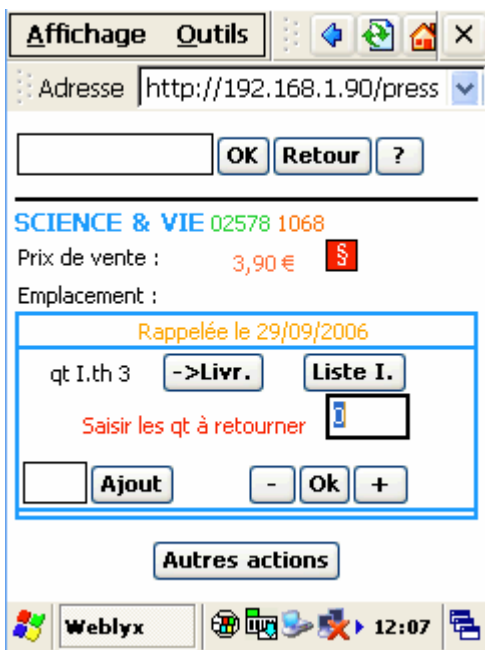 Affichage Outils
Adresse http://192.168.1.90/press
OK Retour ?
SCIENCE & VIE 02578 1068
Prix de vente : 3,90 € §
Emplacement :
Rappelée le 29/09/2006
qt I.th 3 ->Livr. Liste I.
Saisir les qt à retourner 0
Ajout - Ok +
Autres actions
Weblyx 12:07